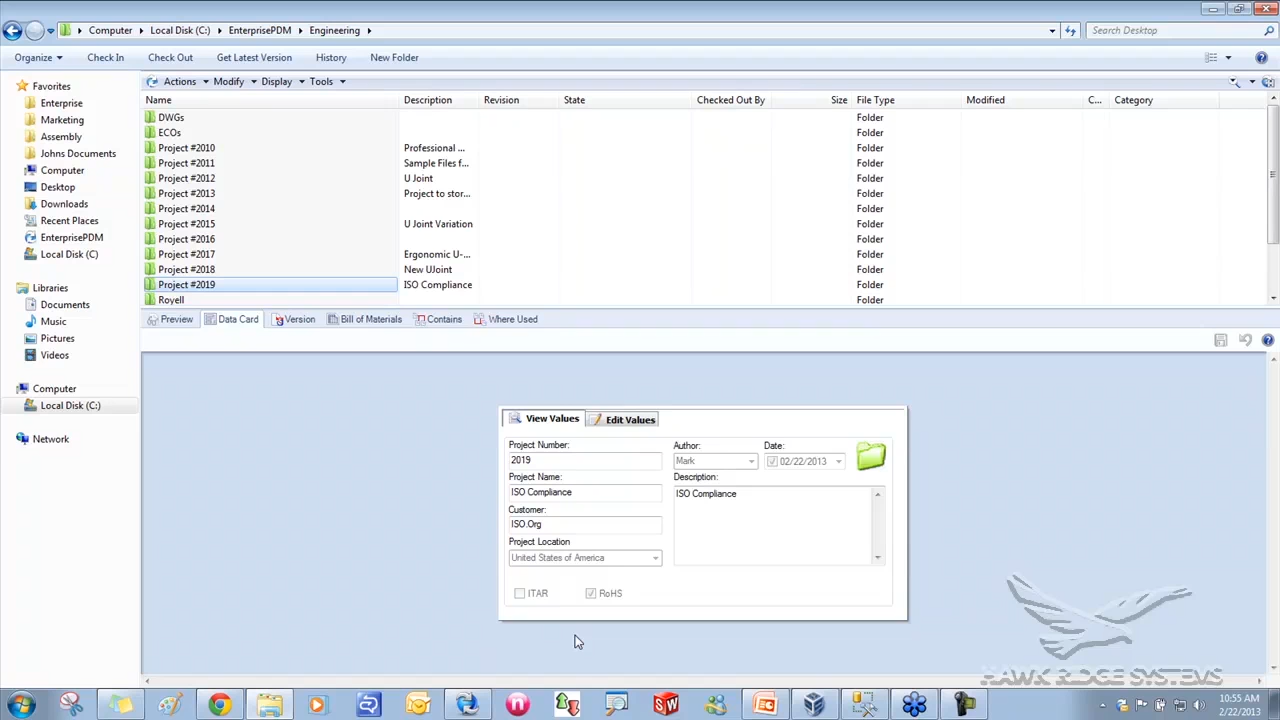 Computer Local Disk (C:) EnterprisePDM Engineering Search Desktop
Organize Check In Check Out Get Latest Version History New Folder
Favorites
Enterprise
Marketing
Assembly
Johns Documents
Computer
Desktop
Downloads
Recent Places
EnterprisePDM
Local Disk (C)
Libraries
Documents
Music
Pictures
Videos
Computer
Local Disk (C:)
Network
Actions Modify Display Tools
Name Description Revision State Checked Out By Size File Type Modified C... Category
DWGs Folder
ECOs Folder
Project #2010 Professional ... Folder
Project #2011 Sample Files f... Folder
Project #2012 U Joint Folder
Project #2013 Project to stor... Folder
Project #2014 Folder
Project #2015 U Joint Variation Folder
Project #2016 Folder
Project #2017 Ergonomic U-... Folder
Project #2018 New UJoint Folder
Project #2019 ISO Compliance Folder
Royell Folder
Preview Data Card Version Bill of Materials Contains Where Used
View Values Edit Values
Project Number: Author: Date:
2019 Mark 02/22/2013
Project Name: Description:
ISO Compliance ISO Compliance
Customer:
ISO.Org
Project Location
United States of America
ITAR RoHS
HAWK RIDGE SYSTEMS
10:55 AM
2/22/2013